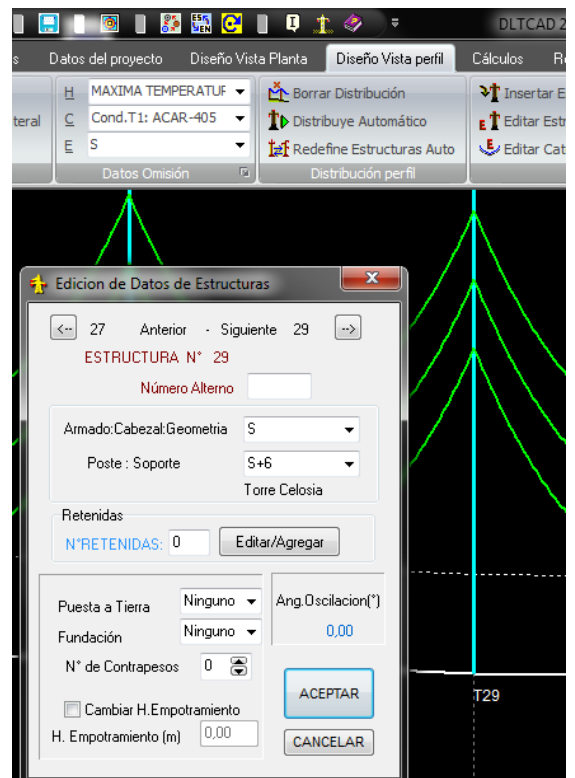 DLTCAD 2
s Datos del proyecto Diseño Vista Planta Diseño Vista perfil Cálculos
teral
H MAXIMA TEMPERATUR
C Cond.T1: ACAR-405
E S
Datos Omisión
Borrar Distribución
Distribuye Automático
Redefine Estructuras Auto
Distribución perfil
Insertar E
Editar Estr
Editar Cat
Edicion de Datos de Estructuras
<-- 27 Anterior - Siguiente 29 -->
ESTRUCTURA N° 29
Número Alterno
Armado:Cabezal:Geometria S
Poste : Soporte S+6
Torre Celosia
Retenidas
N°RETENIDAS: 0 Editar/Agregar
Puesta a Tierra Ninguno
Fundación Ninguno
N° de Contrapesos 0
Cambiar H.Empotramiento
H. Empotramiento (m) 0,00
Ang.Oscilacion(°)
0,00
ACEPTAR
CANCELAR
T29